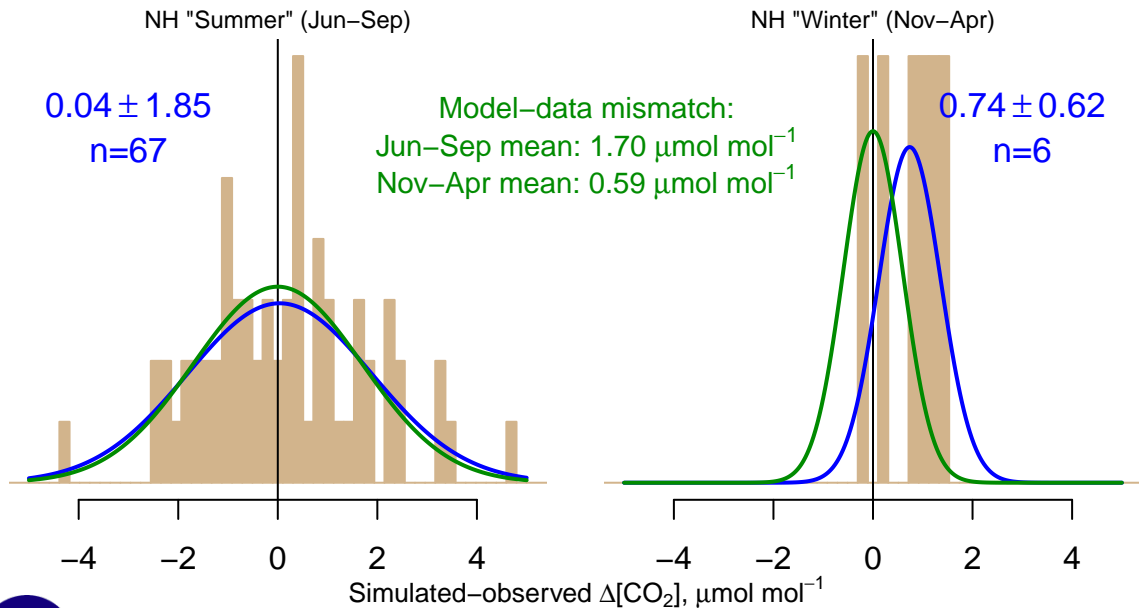 NH "Summer" (Jun−Sep)
NH "Winter" (Nov−Apr)
0.04 ± 1.85
n=67
Model−data mismatch:
Jun−Sep mean: 1.70 μmol mol⁻¹
Nov−Apr mean: 0.59 μmol mol⁻¹
0.74 ± 0.62
n=6
−4 −2 0 2 4
−4 −2 0 2 4
Simulated−observed Δ[CO₂], μmol mol⁻¹